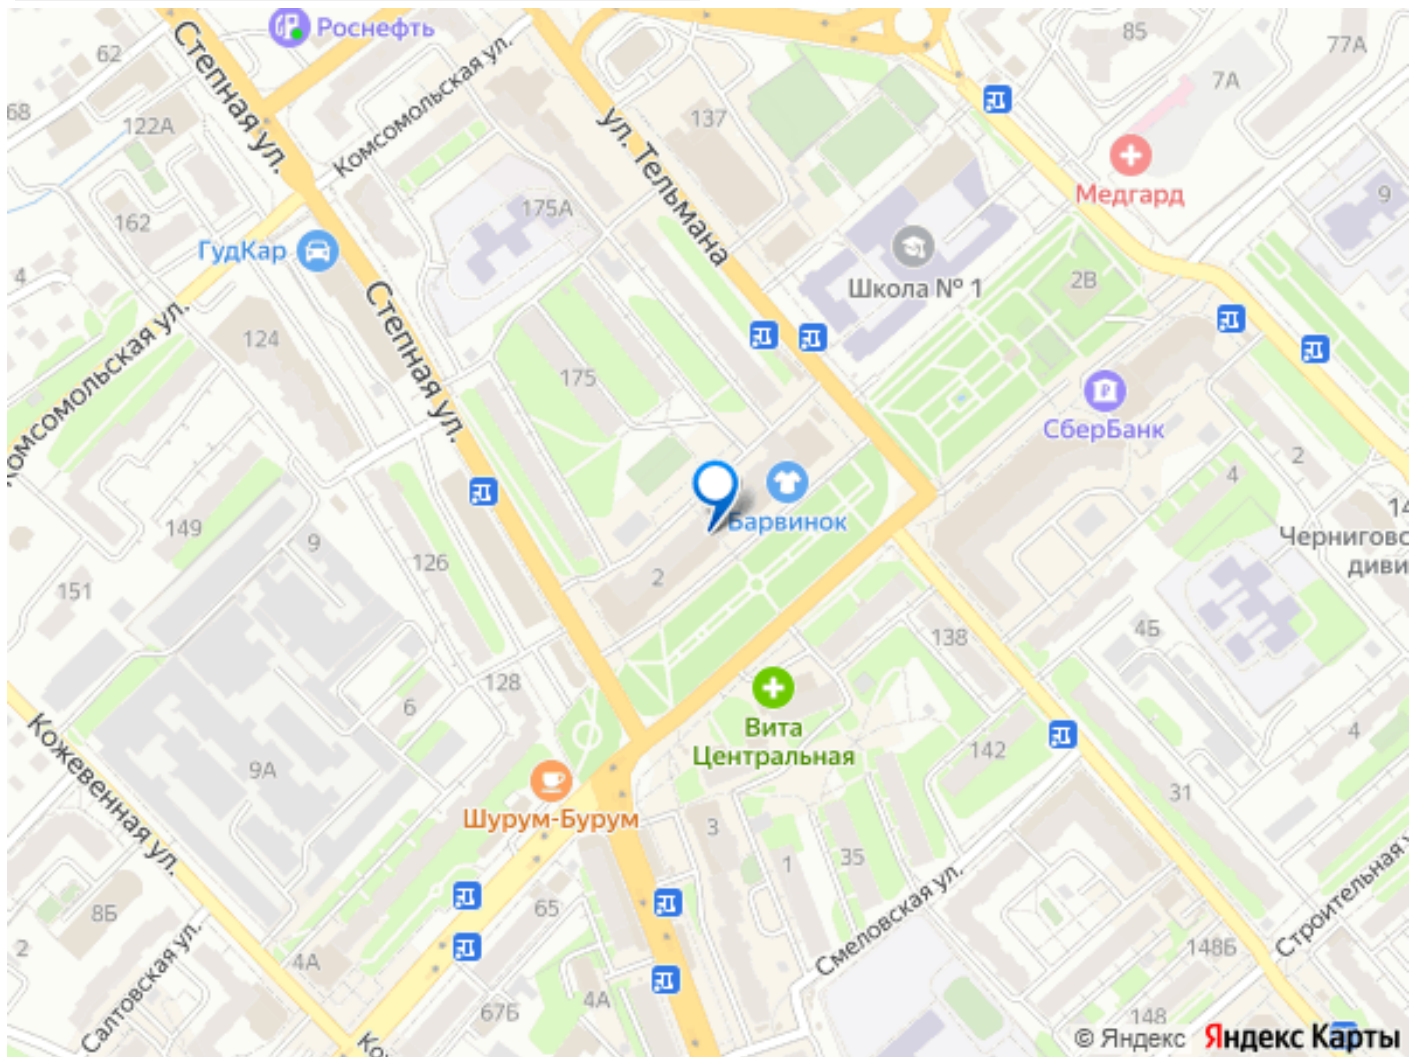 Роснефть
Степная ул.
62
Комсомольская ул.
85
77А
7А
68
122А
137
ул. Тельмана
Медгард
9
175А
162
ГудКар
4
Школа № 1
2В
Степная ул.
Комсомольская ул.
124
175
СберБанк
2
4
149
9
Барвинок
14
Черниговс
диви
126
151
2
4Б
138
128
6
Вита
Центральная
142
4
Кожевенная ул.
9А
31
Шурум-Бурум
3
1
35
Смеловская ул.
Строительная у
8Б
65
2
148Б
4А
Салтовская ул.
67Б
4А
148
Ко
© Яндекс Яндекс Карты